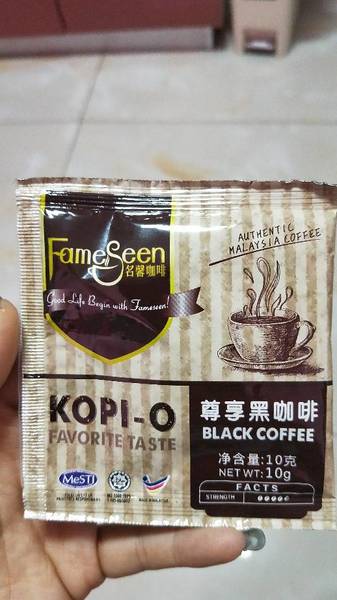 FameSeen
名馨咖啡
Good Life Begin with Fameseen!
AUTHENTIC
MALAYSIA COFFEE
KOPI-O
FAVORITE TASTE
尊享黑咖啡
BLACK COFFEE
净含量:10克
NET WT:10g
FACTS
STRENGTH
MeSTI